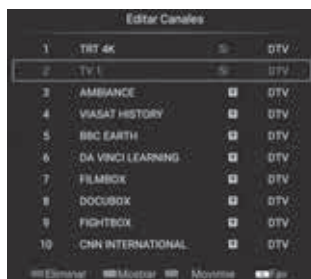 Editar Canales
1 TRT 4K DTV
2 TV 1 DTV
3 AMBIANCE DTV
4 VIASAT HISTORY DTV
5 BBC EARTH DTV
6 DA VINCI LEARNING DTV
7 FILMBOX DTV
8 DOCUBOX DTV
9 FIGHTBOX DTV
10 CNN INTERNATIONAL DTV
Eliminar Mostrar Movimie Fav